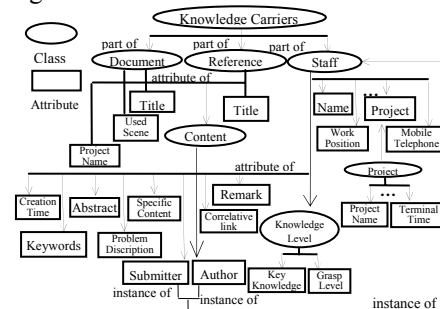 Knowledge Carriers
Class
part of
part of
part of
Document
Reference
Staff
attribute of
Attribute
Title
Title
Used
Scene
Content
Project
Name
Name
...
Project
Work
Position
Mobile
Telephone
Project
...
Project
Name
Terminal
Time
attribute of
Creation
Time
Abstract
Specific
Content
Remark
Correlative
link
Keywords
Problem
Discription
Knowledge
Level
Submitter
Author
Key
Knowledge
Grasp
Level
instance of
instance of
instance of